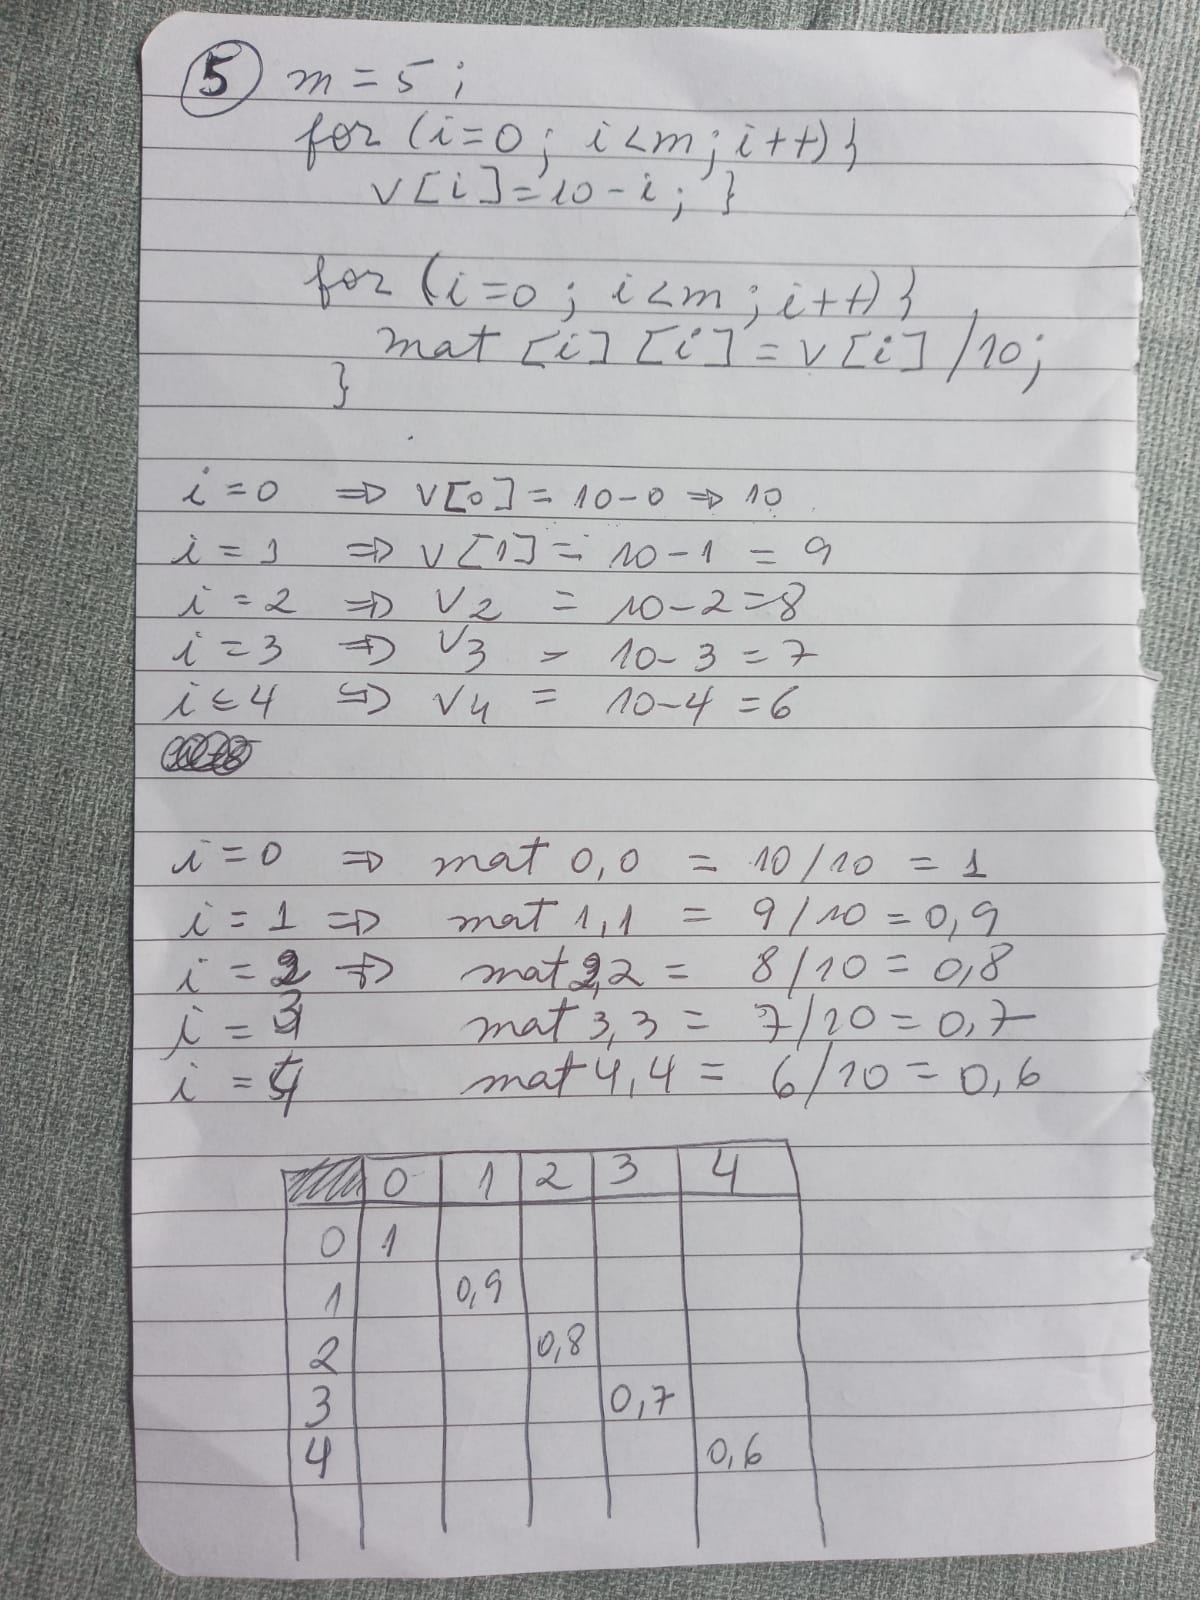 5 m = 5 ;
for (i=0; i<m; i++) }
v[i]=10-i; }
for (i=0; i<m; i++) }
mat [i] [i] = v[i] /10;
}
i=0 ⇒ v[0] = 10-0 ⇒ 10
i = 1 ⇒ v[1] = 10-1 = 9
i = 2 ⇒ v2 = 10-2=8
i = 3 ⇒ v3 = 10-3 = 7
i = 4 ⇒ v4 = 10-4 = 6
i=0 ⇒ mat 0,0 = 10/10 = 1
i = 1 ⇒ mat 1,1 = 9/10 = 0,9
i = 2 ⇒ mat 2,2 = 8/10 = 0,8
i = 3 mat 3,3 = 7/10 = 0,7
i = 4 mat 4,4 = 6/10 = 0,6
0 1 2 3 4
0 1
1 0,9
2 0,8
3 0,7
4 0,6